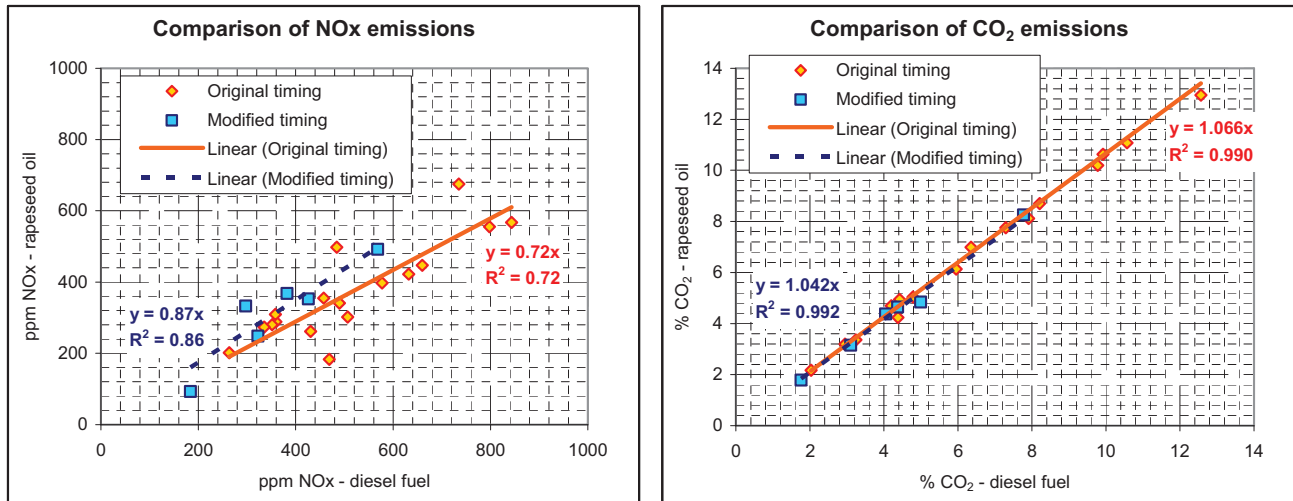 Comparison of NOx emissions
1000
800
600
400
200
0
0 200 400 600 800 1000
ppm NOx - rapeseed oil
ppm NOx - diesel fuel
Original timing
Modified timing
Linear (Original timing)
Linear (Modified timing)
y = 0.72x
R² = 0.72
y = 0.87x
R² = 0.86
Comparison of CO₂ emissions
14
12
10
8
6
4
2
0
0 2 4 6 8 10 12 14
% CO₂ - rapeseed oil
% CO₂ - diesel fuel
Original timing
Modified timing
Linear (Original timing)
Linear (Modified timing)
y = 1.066x
R² = 0.990
y = 1.042x
R² = 0.992